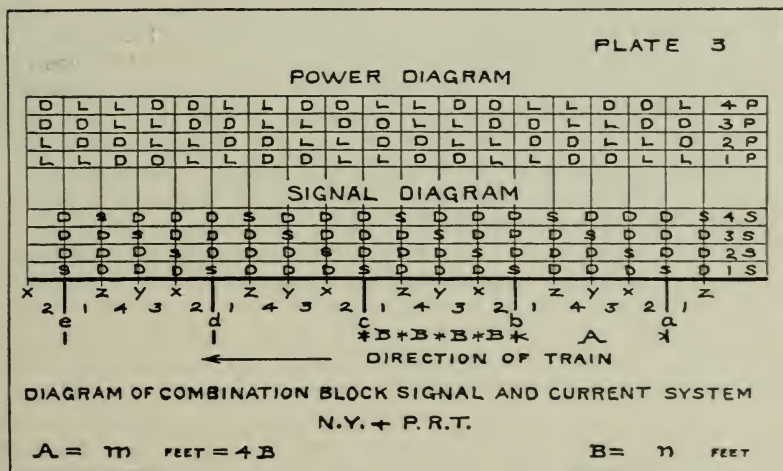 PLATE 3
POWER DIAGRAM
D L L D D L L D D L L D D L L D D L 4 P
D D L L D D L L D D L L D D L L D D 3 P
L D D L L D D L L D D L L D D L L D 2 P
L L D D L L D D L L D D L L D D L L 1 P
SIGNAL DIAGRAM
D S D D D S D D D S D D D S D D D S 4 S
D D S D D D S D D D S D D D S D D D 3 S
D D D S D D D S D D D S D D D S D D 2 S
S D D D S D D D S D D D S D D D S D 1 S
X Z Y X Z Y X Z Y X Z Y X Z
2 1 4 3 2 1 4 3 2 1 4 3 2 1 4 3 2 1
e d c b a
B B B B A
DIRECTION OF TRAIN
DIAGRAM OF COMBINATION BLOCK SIGNAL AND CURRENT SYSTEM
N.Y. + P.R.T.
A = m FEET = 4B B = n FEET